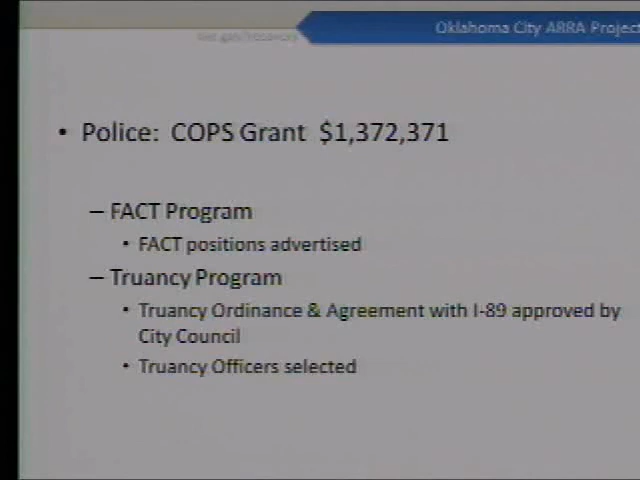 Oklahoma City ARRA Project
• Police: COPS Grant $1,372,371
– FACT Program
• FACT positions advertised
– Truancy Program
• Truancy Ordinance & Agreement with I-89 approved by
City Council
• Truancy Officers selected